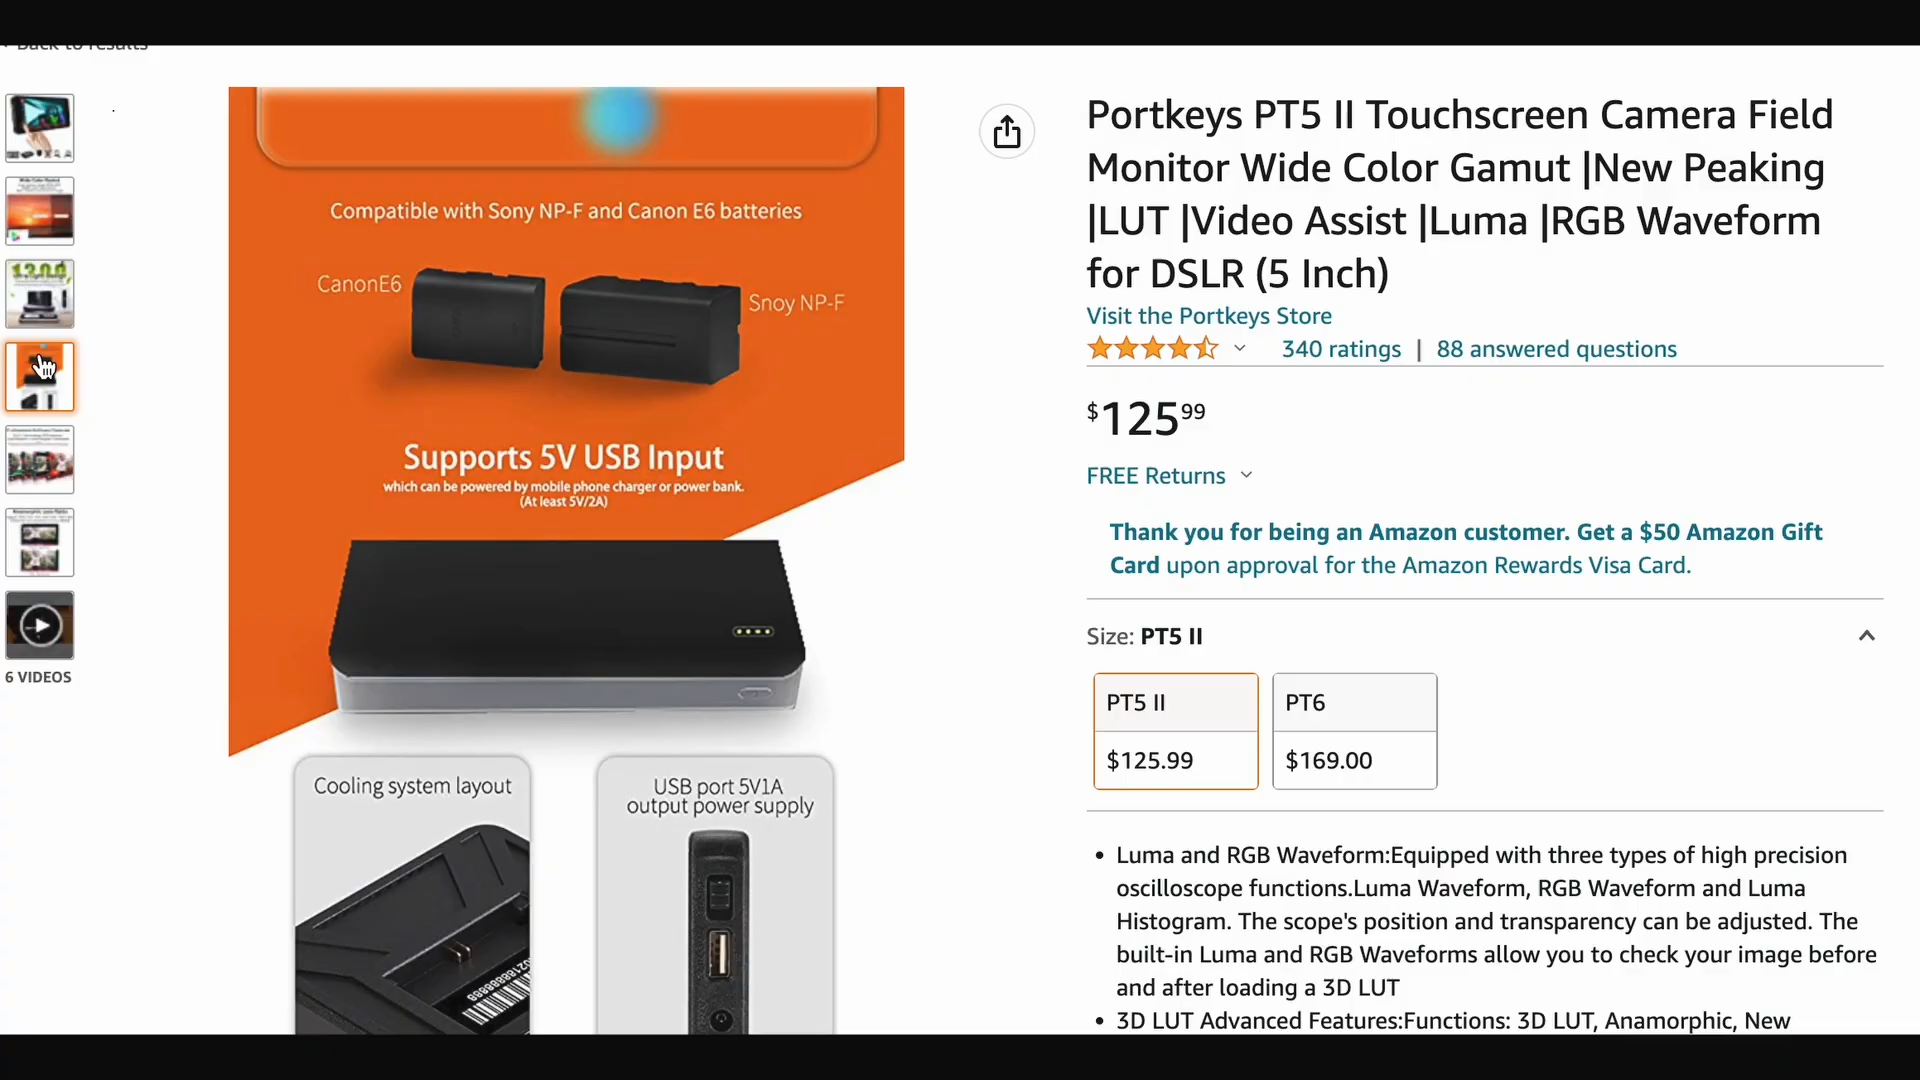 Back to results
6 VIDEOS
Compatible with Sony NP-F and Canon E6 batteries
CanonE6
Snoy NP-F
Supports 5V USB Input
which can be powered by mobile phone charger or power bank.
(At least 5V/2A)
Cooling system layout
USB port 5V1A
output power supply
Portkeys PT5 II Touchscreen Camera Field
Monitor Wide Color Gamut |New Peaking
|LUT |Video Assist |Luma |RGB Waveform
for DSLR (5 Inch)
Visit the Portkeys Store
340 ratings | 88 answered questions
$125.99
FREE Returns
Thank you for being an Amazon customer. Get a $50 Amazon Gift
Card upon approval for the Amazon Rewards Visa Card.
Size: PT5 II
PT5 II
$125.99
PT6
$169.00
• Luma and RGB Waveform:Equipped with three types of high precision
oscilloscope functions.Luma Waveform, RGB Waveform and Luma
Histogram. The scope's position and transparency can be adjusted. The
built-in Luma and RGB Waveforms allow you to check your image before
and after loading a 3D LUT
• 3D LUT Advanced Features:Functions: 3D LUT, Anamorphic, New